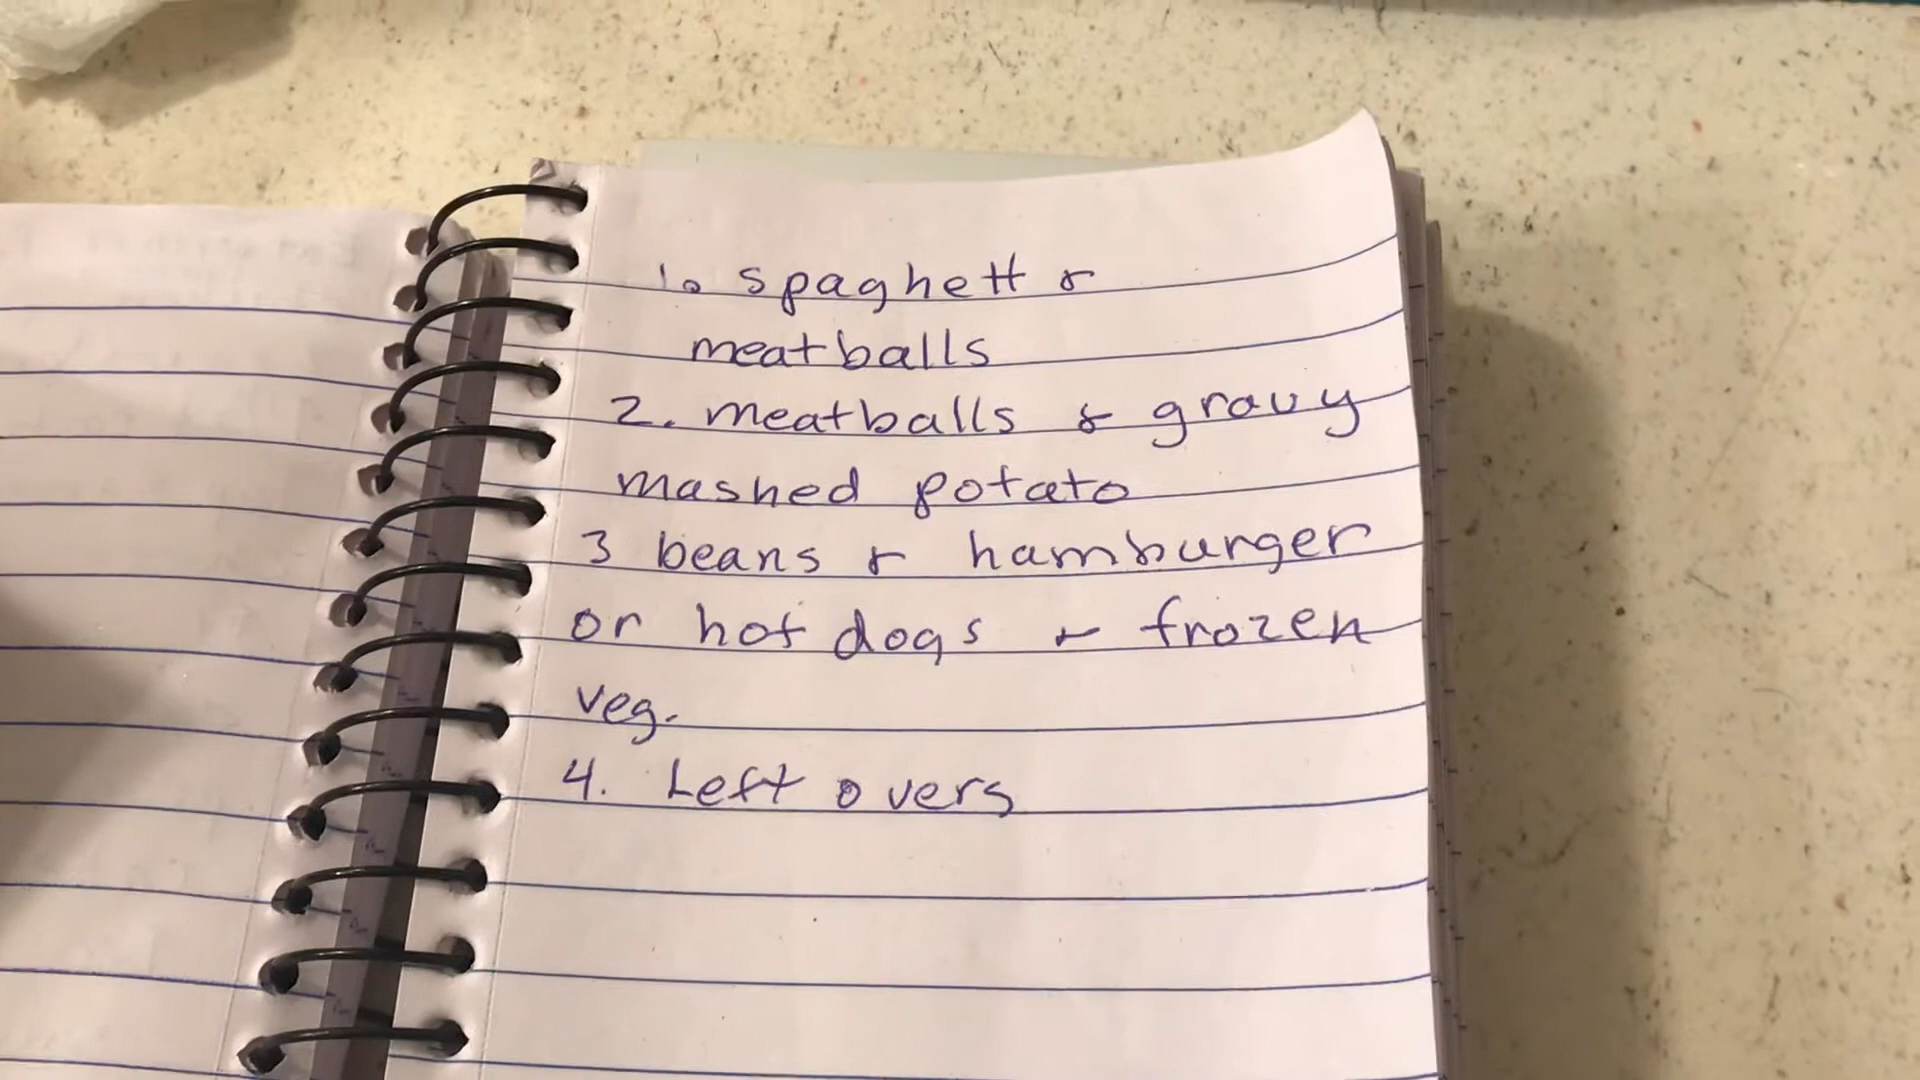 1. spaghett &
meatballs
2. meatballs & gravy
mashed potato
3 beans & hamburger
or hot dogs & frozen
veg.
4. Left overs